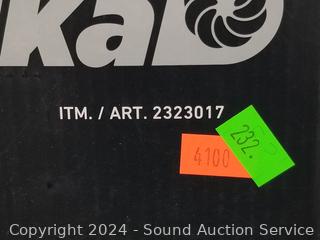 ka
ITM. / ART. 2323017
4100
232.
Copyright 2024 - Sound Auction Service